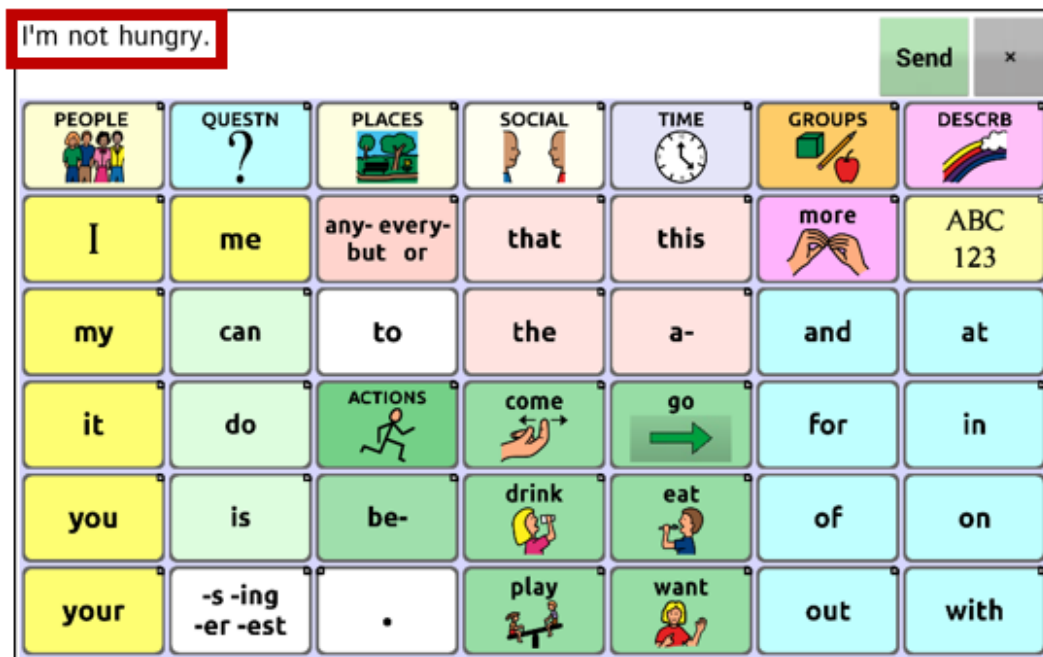 I'm not hungry.
Send ×
PEOPLE QUESTN PLACES SOCIAL TIME GROUPS DESCRB
?
I me any- every- that this more ABC
but or 123
my can to the a- and at
it do ACTIONS come go for in
you is be- drink eat of on
your -s -ing . play want out with
-er -est